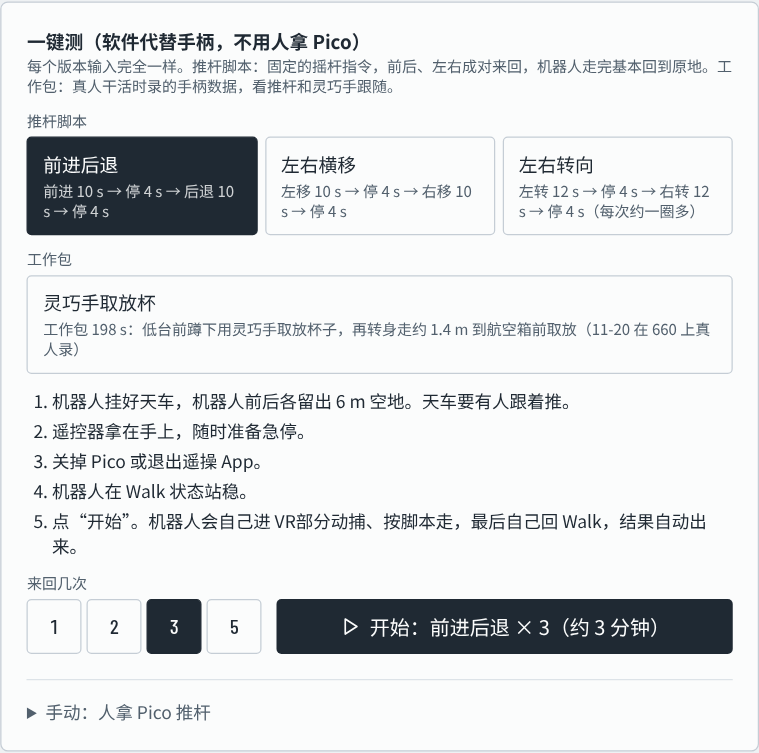 一键测（软件代替手柄，不用人拿 Pico）
每个版本输入完全一样。推杆脚本：固定的摇杆指令，前后、左右成对来回，机器人走完基本回到原地。工
作包：真人干活时录的手柄数据，看推杆和灵巧手跟随。
推杆脚本
前进后退
前进 10 s → 停 4 s → 后退 10
s → 停 4 s
左右横移
左移 10 s → 停 4 s → 右移 10
s → 停 4 s
左右转向
左转 12 s → 停 4 s → 右转 12
s → 停 4 s（每次约一圈多）
工作包
灵巧手取放杯
工作包 198 s：低台前蹲下用灵巧手取放杯子，再转身走约 1.4 m 到航空箱前取放（11-20 在 660 上真
人录）
1. 机器人挂好天车，机器人前后各留出 6 m 空地。天车要有人跟着推。
2. 遥控器拿在手上，随时准备急停。
3. 关掉 Pico 或退出遥操 App。
4. 机器人在 Walk 状态站稳。
5. 点“开始”。机器人会自己进 VR部分动捕、按脚本走，最后自己回 Walk，结果自动出
来。
来回几次
1 2 3 5 ▷ 开始：前进后退 × 3（约 3 分钟）
▶ 手动：人拿 Pico 推杆